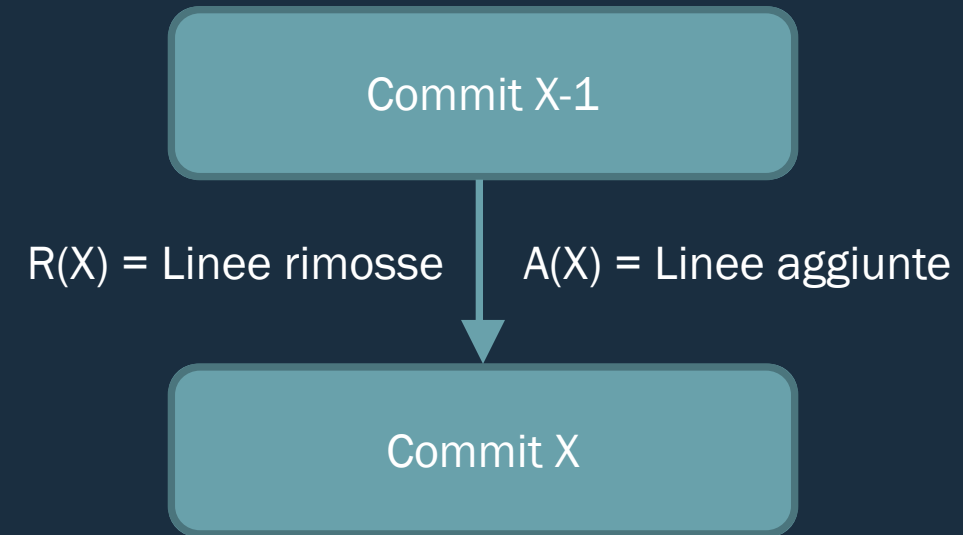 Commit X-1
R(X) = Linee rimosse
A(X) = Linee aggiunte
Commit X